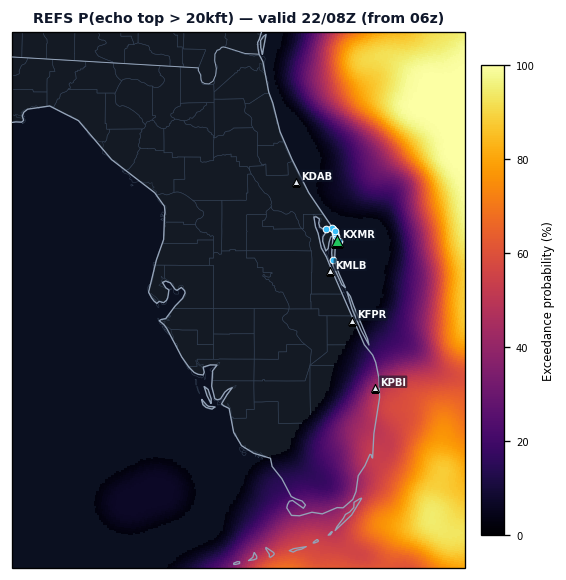 REFS P(echo top > 20kft) — valid 22/08Z (from 06z)
KDAB
KXMR
KMLB
KFPR
KPBI
100
80
60
40
20
0
Exceedance probability (%)